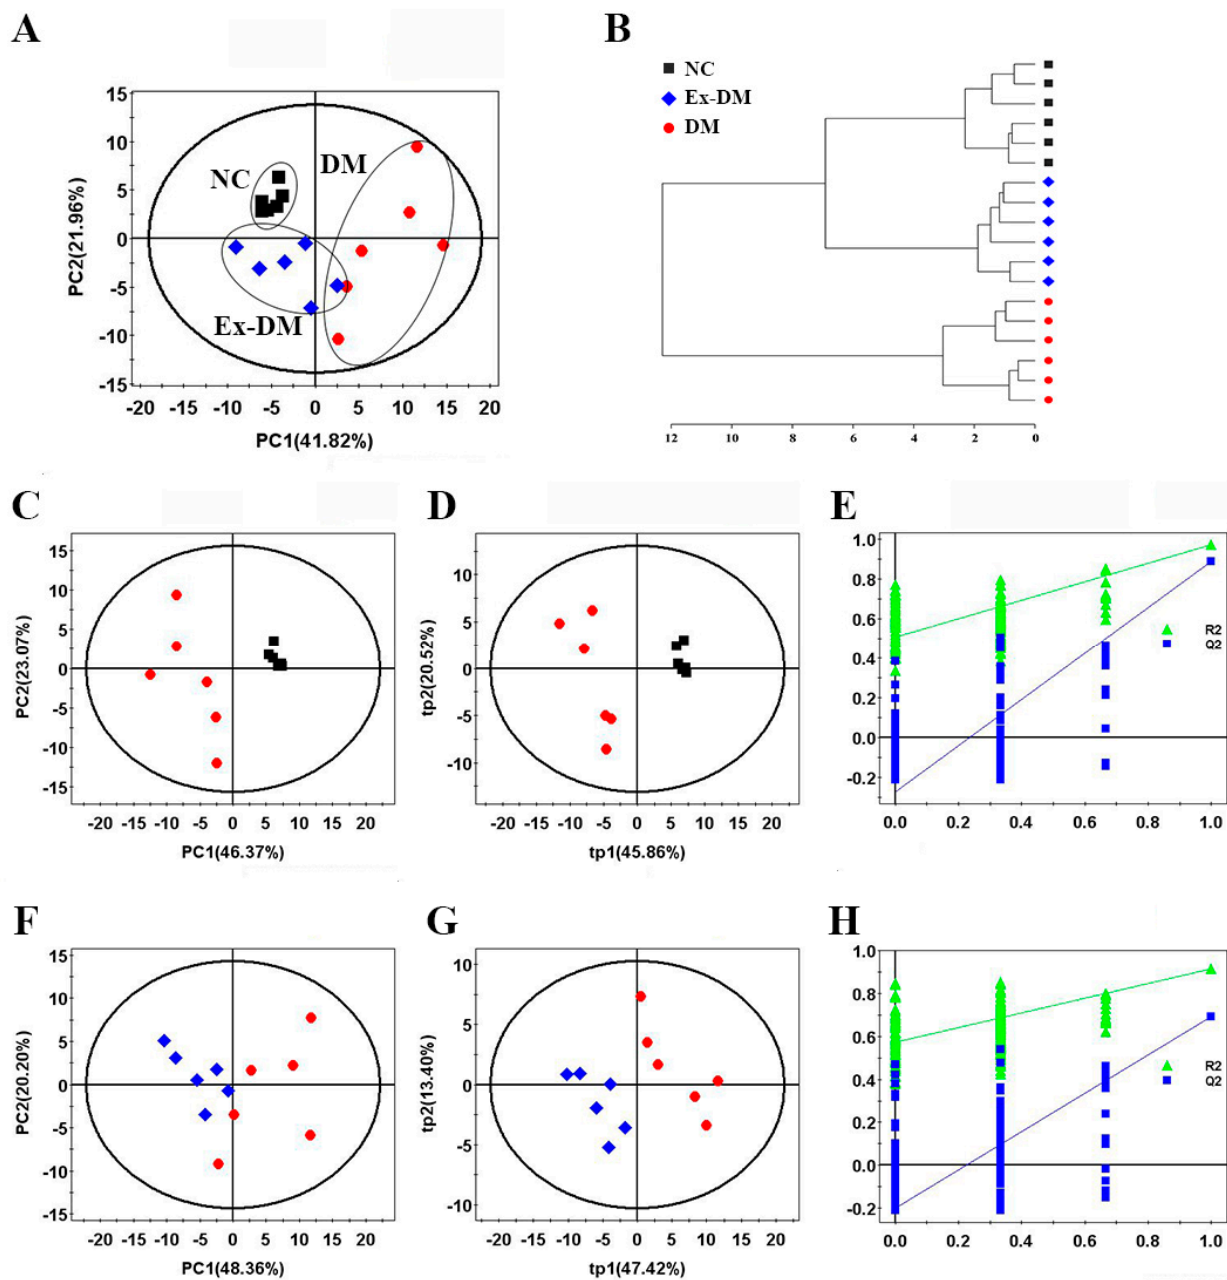 A
B
NC
Ex-DM
DM
15
10
5
0
-5
-10
-15
PC2(21.96%)
NC
DM
Ex-DM
-20 -15 -10 -5 0 5 10 15 20
PC1(41.82%)
12 10 8 6 4 2 0
C
D
E
15
10
5
0
-5
-10
-15
PC2(23.07%)
-20 -15 -10 -5 0 5 10 15 20
PC1(46.37%)
10
5
0
-5
-10
tp2(20.52%)
-20 -15 -10 -5 0 5 10 15 20
tp1(45.86%)
1.0
0.8
0.6
0.4
0.2
0.0
-0.2
R2
Q2
0.0 0.2 0.4 0.6 0.8 1.0
F
G
H
15
10
5
0
-5
-10
-15
PC2(20.20%)
-20 -15 -10 -5 0 5 10 15 20
PC1(48.36%)
10
5
0
-5
-10
tp2(13.40%)
-20 -15 -10 -5 0 5 10 15 20
tp1(47.42%)
1.0
0.8
0.6
0.4
0.2
0.0
-0.2
R2
Q2
0.0 0.2 0.4 0.6 0.8 1.0